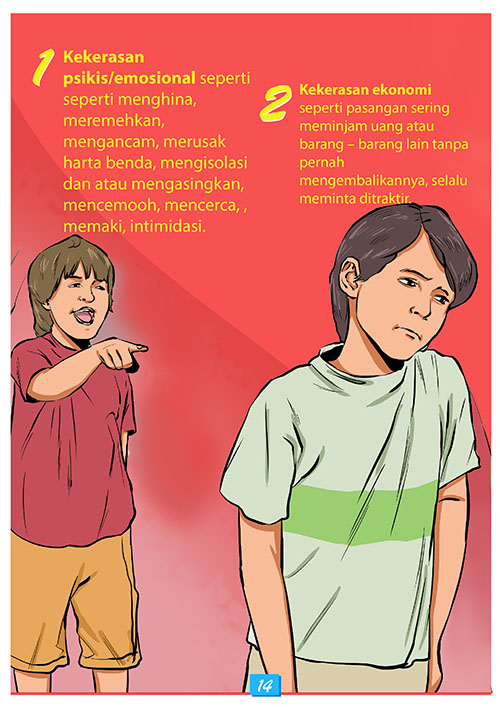 1 Kekerasan
psikis/emosional seperti
seperti menghina,
meremehkan,
mengancam, merusak
harta benda, mengisolasi
dan atau mengasingkan,
mencemooh, mencerca, ,
memaki, intimidasi.
2 Kekerasan ekonomi
seperti pasangan sering
meminjam uang atau
barang – barang lain tanpa
pernah
mengembalikannya, selalu
meminta ditraktir.
14